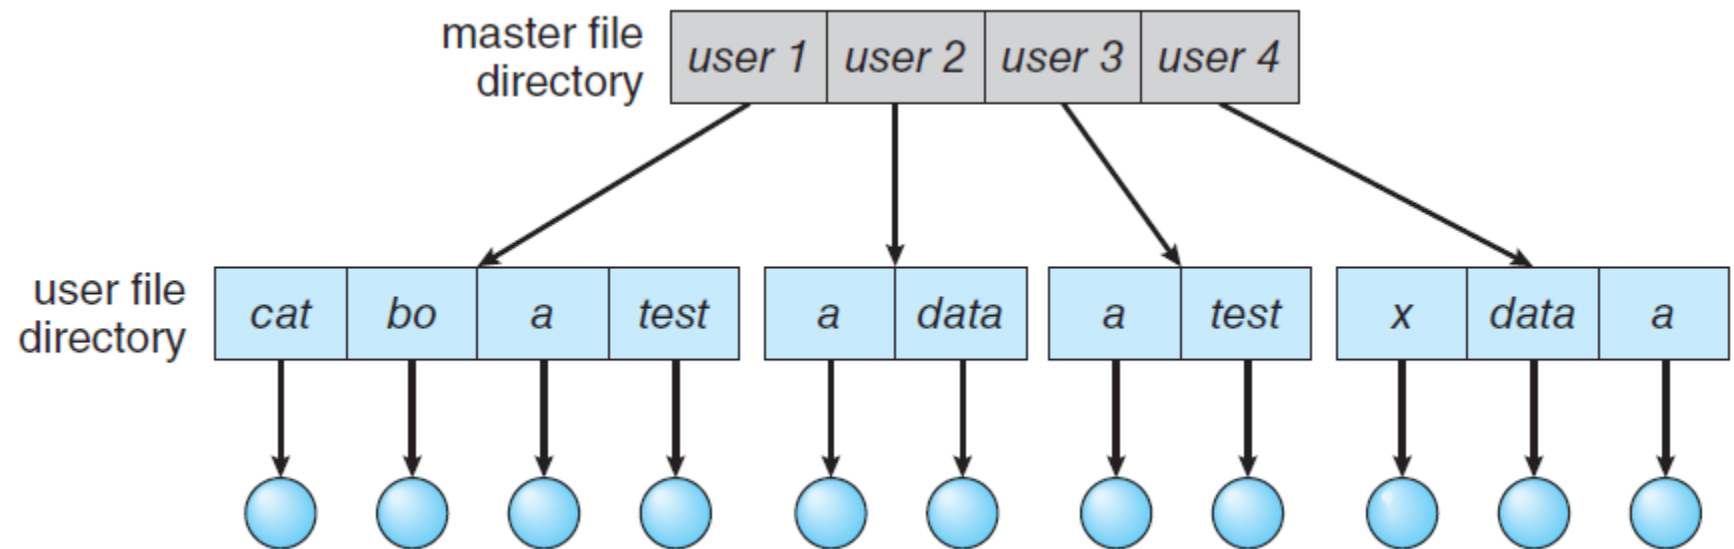 master file
directory
user 1 user 2 user 3 user 4
user file
directory
cat bo a test a data a test x data a